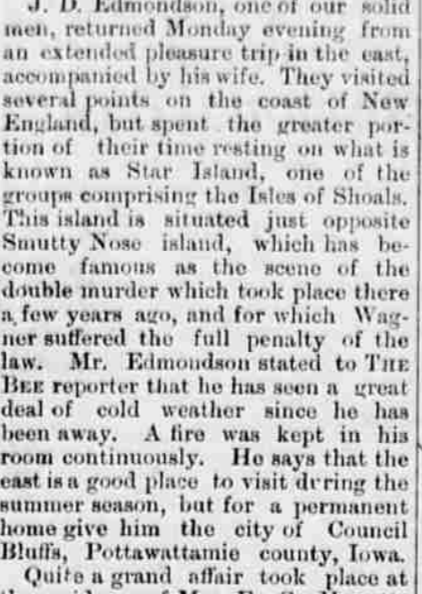 J. D. Edmondson, one of our solid
men, returned Monday evening from
an extended pleasure trip in the east,
accompanied by his wife. They visited
several points on the coast of New
England, but spent the greater por-
tion of their time resting on what is
known as Star Island, one of the
groups comprising the Isles of Shoals.
This island is situated just opposite
Smutty Nose island, which has be-
come famous as the scene of the
double murder which took place there
a few years ago, and for which Wag-
ner suffered the full penalty of the
law. Mr. Edmondson stated to THE
BEE reporter that he has seen a great
deal of cold weather since he has
been away. A fire was kept in his
room continuously. He says that the
east is a good place to visit during the
summer season, but for a permanent
home give him the city of Council
Bluffs, Pottawattamie county, Iowa.
Quite a grand affair took place at